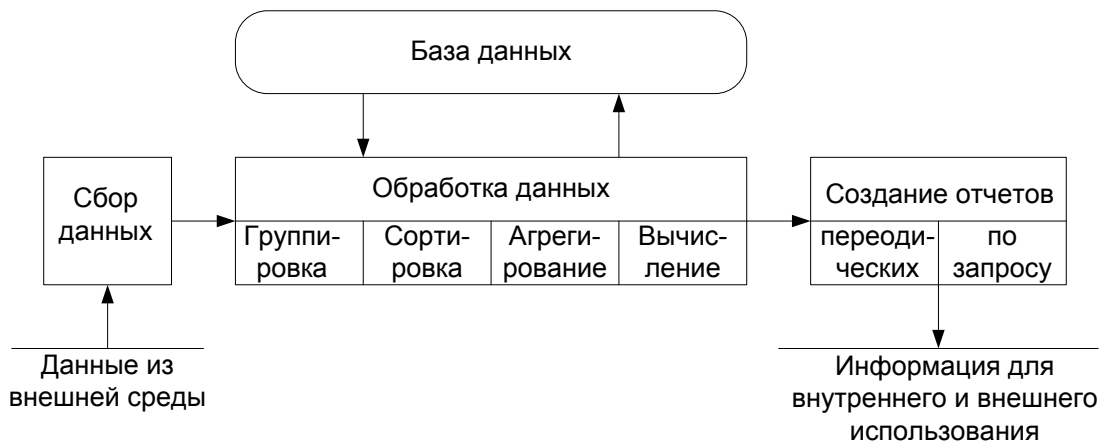 База данных
Сбор
данных
Обработка данных
Группи-
ровка
Сорти-
ровка
Агреги-
рование
Вычис-
ление
Создание отчетов
переоди-
ческих
по
запросу
Данные из
внешней среды
Информация для
внутреннего и внешнего
использования